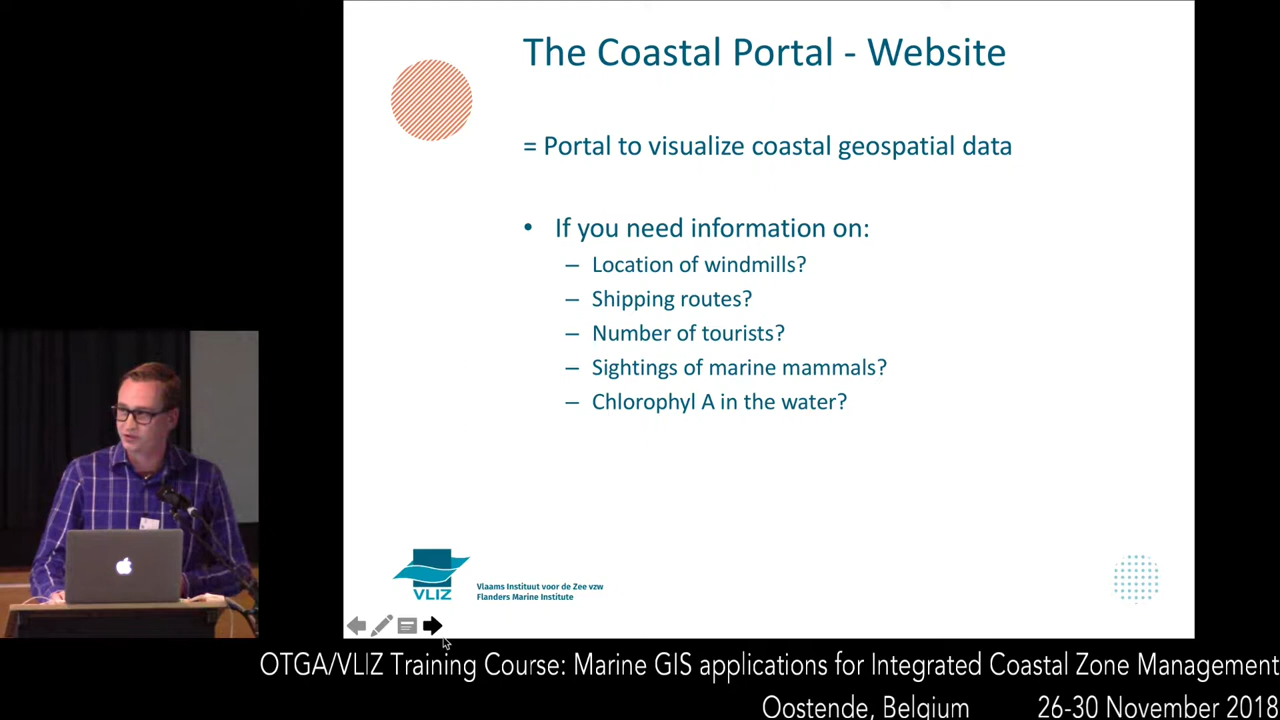 The Coastal Portal - Website
= Portal to visualize coastal geospatial data
• If you need information on:
– Location of windmills?
– Shipping routes?
– Number of tourists?
– Sightings of marine mammals?
– Chlorophyl A in the water?
VLIZ
Vlaams Instituut voor de Zee vzw
Flanders Marine Institute
OTGA/VLIZ Training Course: Marine GIS applications for Integrated Coastal Zone Management
Oostende, Belgium 26-30 November 2018